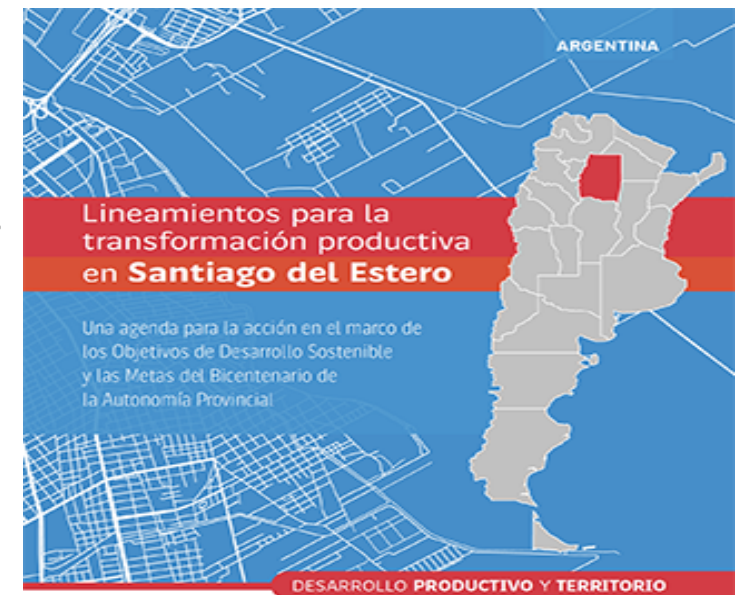 ARGENTINA
Lineamientos para la
transformación productiva
en Santiago del Estero
Una agenda para la acción en el marco de
los Objetivos de Desarrollo Sostenible
y las Metas del Bicentenario de
la Autonomía Provincial
DESARROLLO PRODUCTIVO Y TERRITORIO